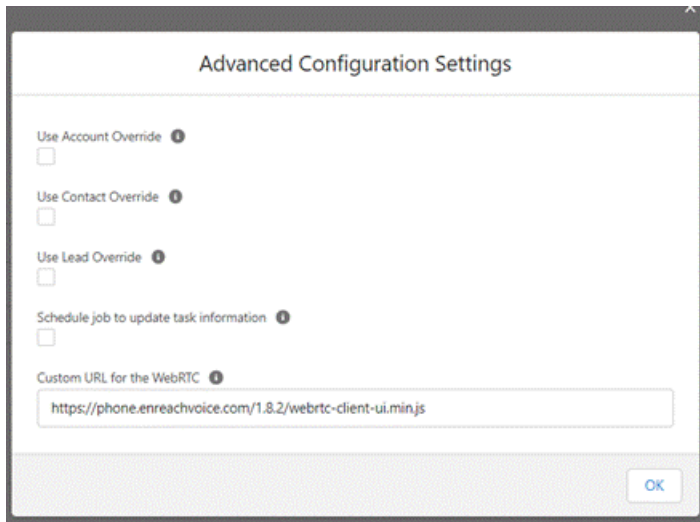 Advanced Configuration Settings
Use Account Override
Use Contact Override
Use Lead Override
Schedule job to update task information
Custom URL for the WebRTC
https://phone.enreachvoice.com/1.8.2/webrtc-client-ui.min.js
OK